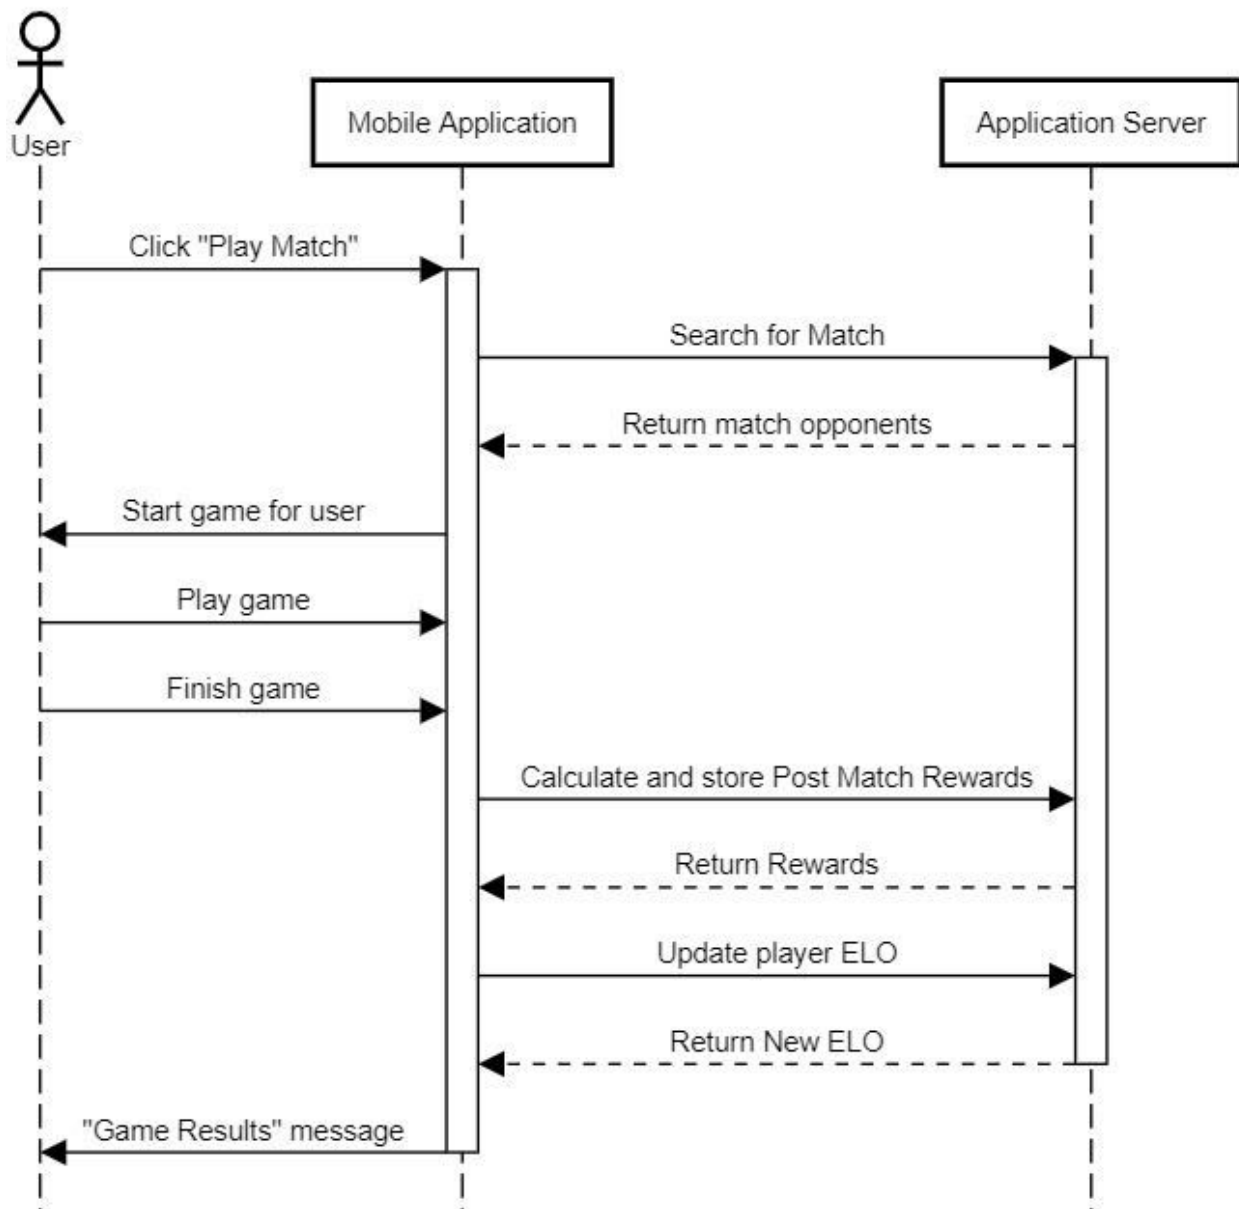 User
Mobile Application
Application Server
Click "Play Match"
Search for Match
Return match opponents
Start game for user
Play game
Finish game
Calculate and store Post Match Rewards
Return Rewards
Update player ELO
Return New ELO
"Game Results" message